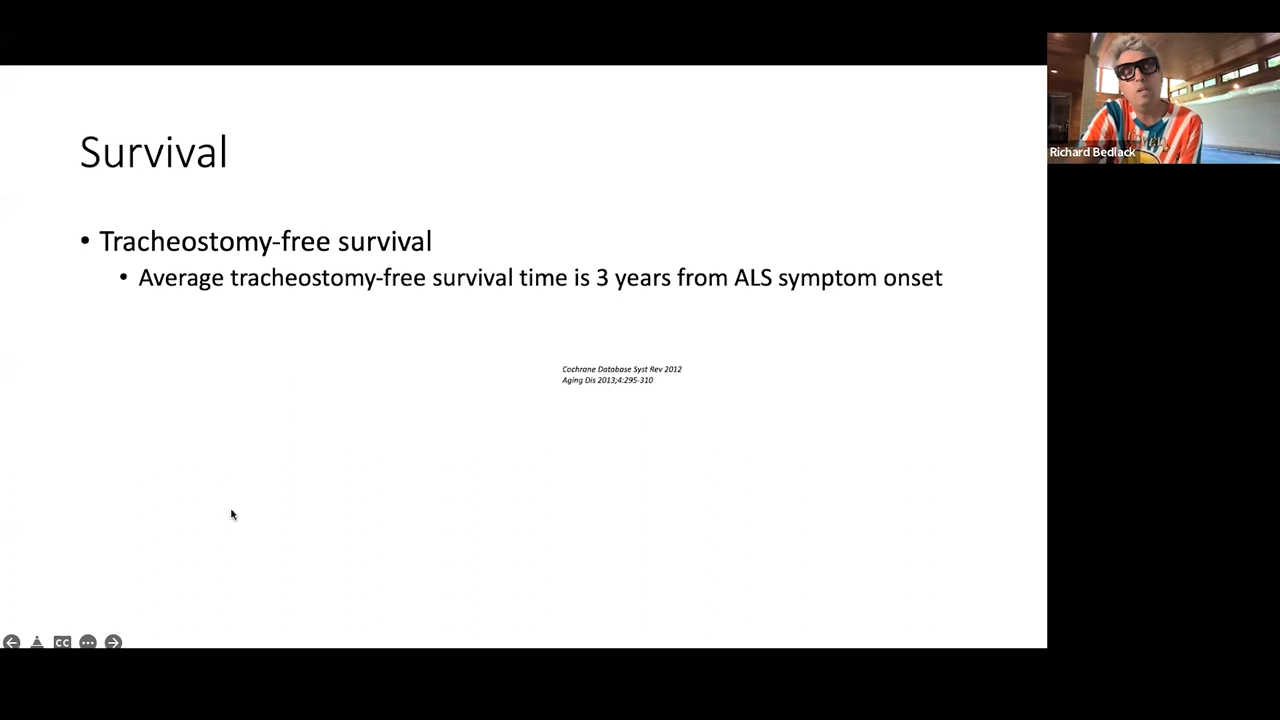 Survival
• Tracheostomy-free survival
• Average tracheostomy-free survival time is 3 years from ALS symptom onset
Cochrane Database Syst Rev 2012
Aging Dis 2013;4:295-310
Richard Bedlack
CC